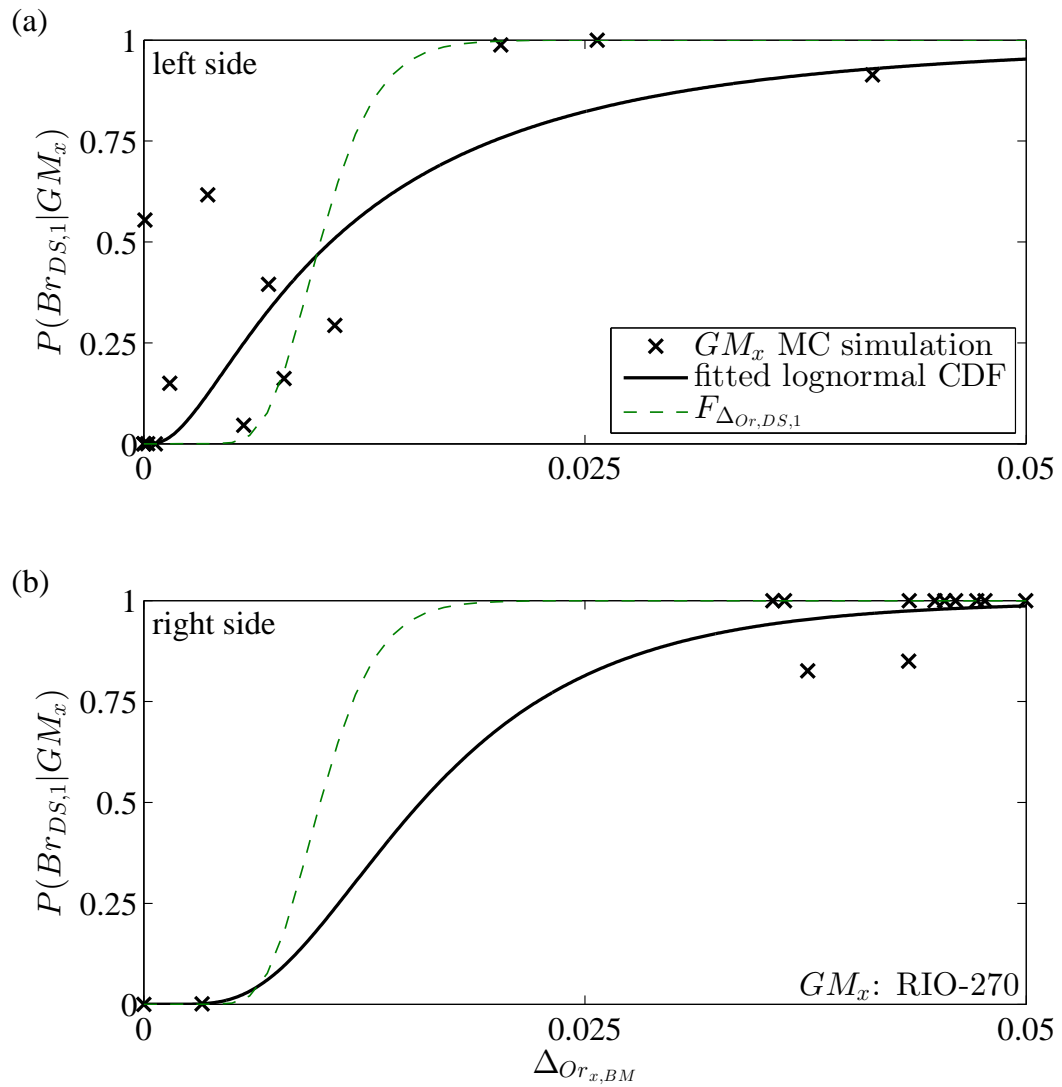 (a)
left side
P(Br_{DS,1}|GM_x)
1
0.75
0.5
0.25
0
0
0.025
0.05
GM_x MC simulation
fitted lognormal CDF
F_{Δ_{Or,DS,1}}
(b)
right side
P(Br_{DS,1}|GM_x)
1
0.75
0.5
0.25
0
GM_x: RIO-270
0
0.025
0.05
Δ_{Or_{x,BM}}